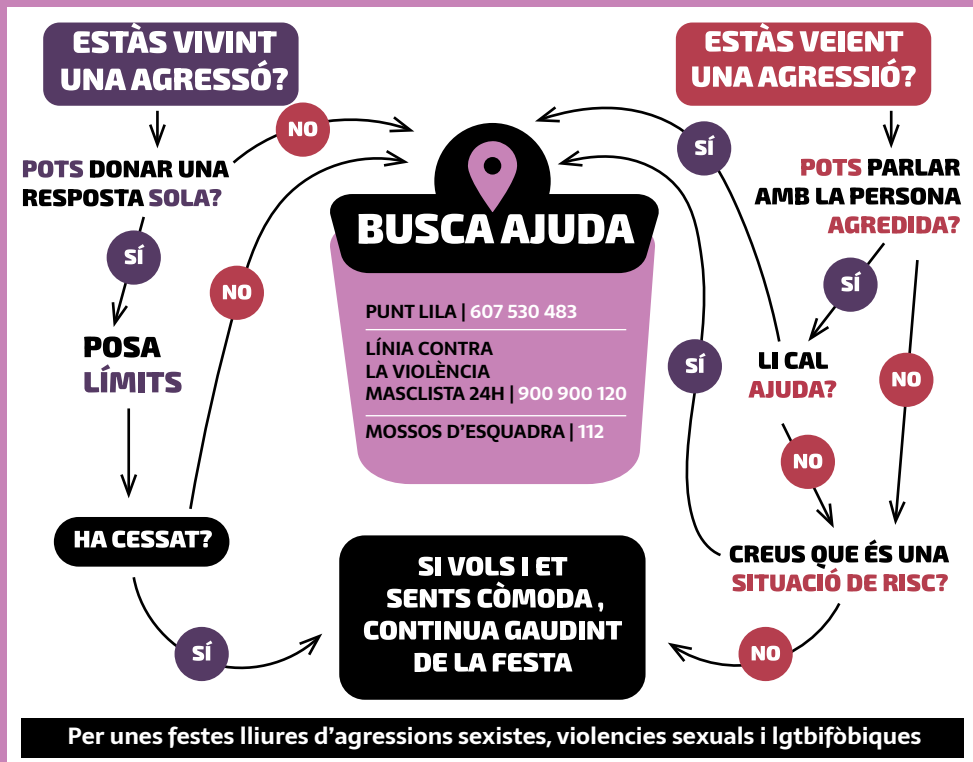 ESTÀS VIVINT
UNA AGRESSÓ?
NO
POTS DONAR UNA
RESPOSTA SOLA?
SÍ
NO
POSA
LÍMITS
HA CESSAT?
SÍ
BUSCA AJUDA
PUNT LILA | 607 530 483
LÍNIA CONTRA
LA VIOLÈNCIA
MASCLISTA 24H | 900 900 120
MOSSOS D'ESQUADRA | 112
SI VOLS I ET
SENTS CÒMODA ,
CONTINUA GAUDINT
DE LA FESTA
ESTÀS VEIENT
UNA AGRESSIÓ?
SÍ
POTS PARLAR
AMB LA PERSONA
AGREDIDA?
SÍ
SÍ
LI CAL
AJUDA?
NO
NO
CREUS QUE ÉS UNA
SITUACIÓ DE RISC?
NO
Per unes festes lliures d'agressions sexistes, violencies sexuals i lgtbifòbiques